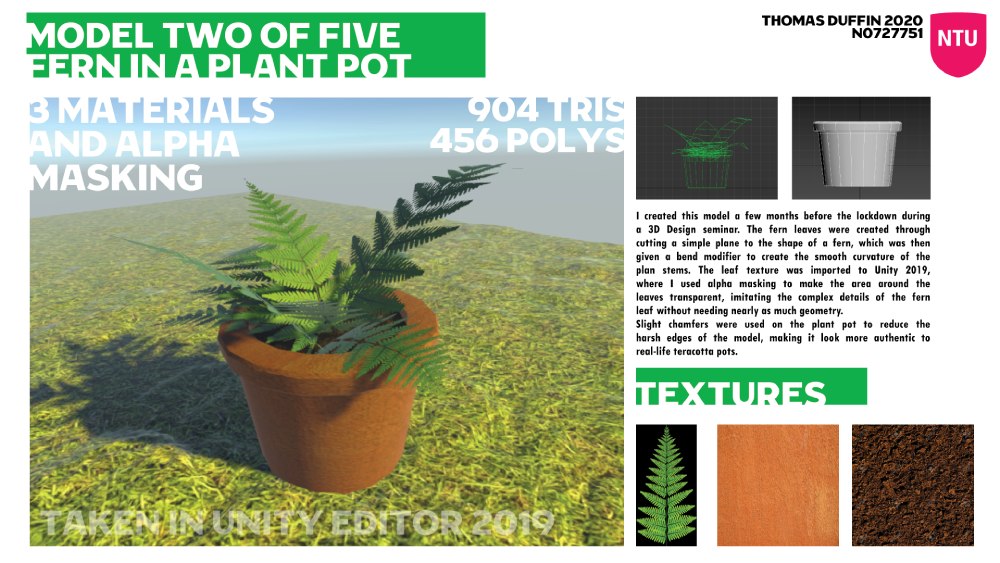 MODEL TWO OF FIVE
FERN IN A PLANT POT
THOMAS DUFFIN 2020
N0727751
NTU
3 MATERIALS
AND ALPHA
MASKING
904 TRIS
456 POLYS
I created this model a few months before the lockdown during
a 3D Design seminar. The fern leaves were created through
cutting a simple plane to the shape of a fern, which was then
given a bend modifier to create the smooth curvature of the
plan stems. The leaf texture was imported to Unity 2019,
where I used alpha masking to make the area around the
leaves transparent, imitating the complex details of the fern
leaf without needing nearly as much geometry.
Slight chamfers were used on the plant pot to reduce the
harsh edges of the model, making it look more authentic to
real-life teracotta pots.
TEXTURES
TAKEN IN UNITY EDITOR 2019